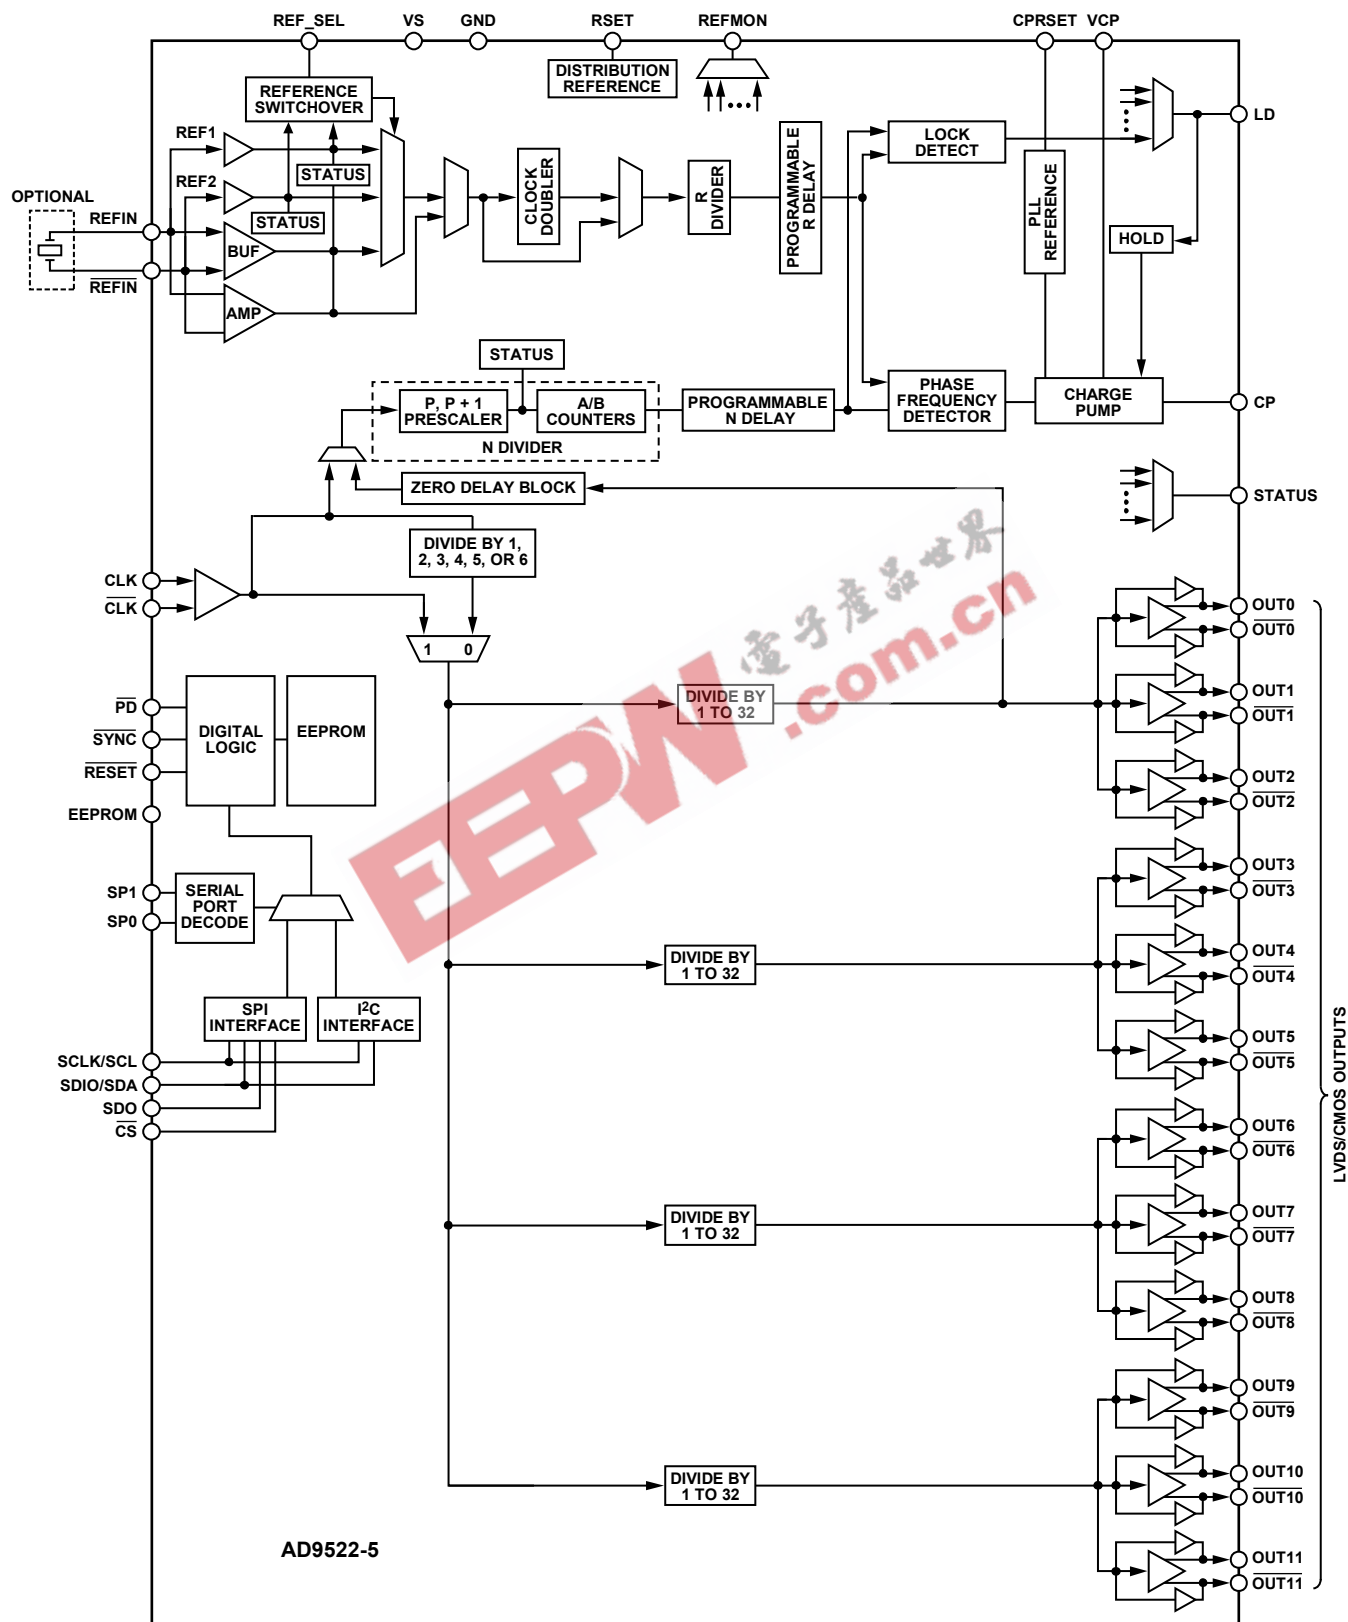 REF_SEL VS GND RSET REFMON CPRSET VCP
DISTRIBUTION
REFERENCE
REFERENCE
SWITCHOVER
REF1
STATUS
REF2
STATUS
OPTIONAL
REFIN
REFIN
BUF
AMP
CLOCK
DOUBLER
R
DIVIDER
PROGRAMMABLE
R DELAY
LOCK
DETECT
PLL
REFERENCE
HOLD
LD
STATUS
P, P + 1
PRESCALER
A/B
COUNTERS
N DIVIDER
PROGRAMMABLE
N DELAY
PHASE
FREQUENCY
DETECTOR
CHARGE
PUMP
CP
ZERO DELAY BLOCK
STATUS
DIVIDE BY 1,
2, 3, 4, 5, OR 6
CLK
CLK
1 0
PD
SYNC
RESET
EEPROM
DIGITAL
LOGIC
EEPROM
SP1
SP0
SERIAL
PORT
DECODE
SPI
INTERFACE
I2C
INTERFACE
SCLK/SCL
SDIO/SDA
SDO
CS
DIVIDE BY
1 TO 32
DIVIDE BY
1 TO 32
DIVIDE BY
1 TO 32
DIVIDE BY
1 TO 32
OUT0
OUT0
OUT1
OUT1
OUT2
OUT2
OUT3
OUT3
OUT4
OUT4
OUT5
OUT5
OUT6
OUT6
OUT7
OUT7
OUT8
OUT8
OUT9
OUT9
OUT10
OUT10
OUT11
OUT11
LVDS/CMOS OUTPUTS
AD9522-5
EEPW
電子產品世界
.com.cn